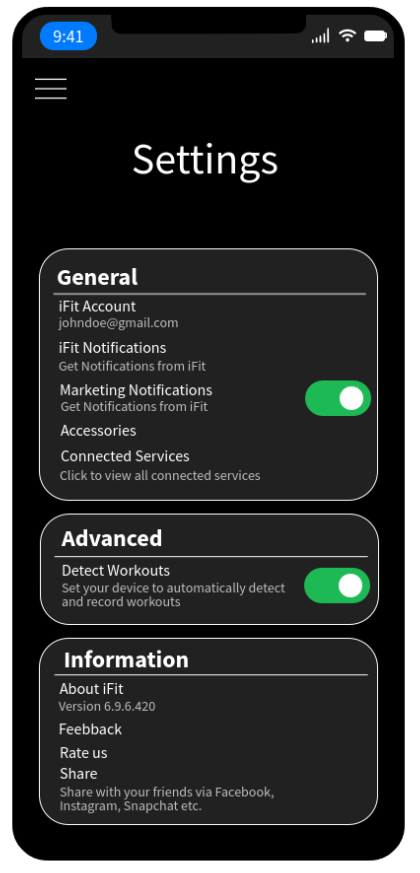 9:41
Settings
General
iFit Account
johndoe@gmail.com
iFit Notifications
Get Notifications from iFit
Marketing Notifications
Get Notifications from iFit
Accessories
Connected Services
Click to view all connected services
Advanced
Detect Workouts
Set your device to automatically detect
and record workouts
Information
About iFit
Version 6.9.6.420
Feebback
Rate us
Share
Share with your friends via Facebook,
Instagram, Snapchat etc.